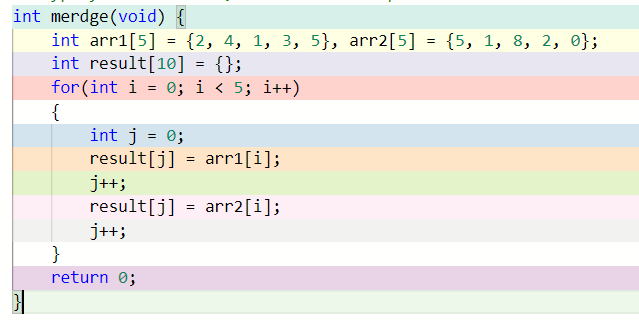 int merdge(void) {
int arr1[5] = {2, 4, 1, 3, 5}, arr2[5] = {5, 1, 8, 2, 0};
int result[10] = {};
for(int i = 0; i < 5; i++)
{
int j = 0;
result[j] = arr1[i];
j++;
result[j] = arr2[i];
j++;
}
return 0;
}